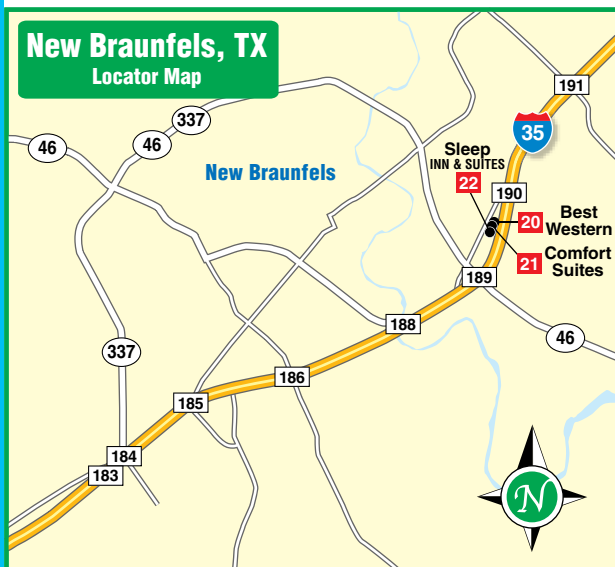 New Braunfels, TX
Locator Map
191
337
35
46
46
Sleep
INN & SUITES
New Braunfels
22
190
20
Best
Western
21
Comfort
Suites
189
188
46
337
186
185
184
183
N